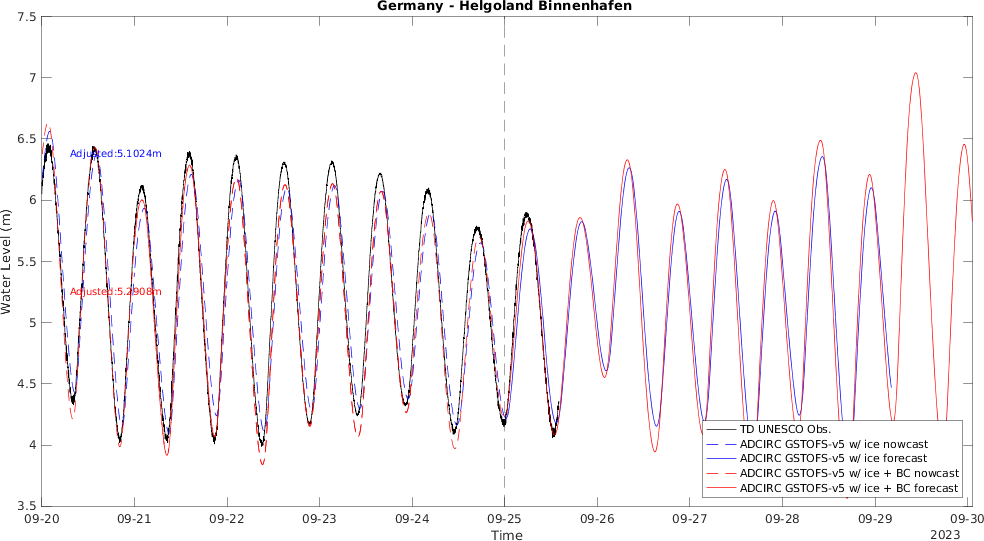 Germany - Helgoland Binnenhafen
7.5
7
6.5
6
5.5
5
4.5
4
3.5
Water Level (m)
Adjusted:5.1024m
Adjusted:5.2908m
TD UNESCO Obs.
ADCIRC GSTOFS-v5 w/ ice nowcast
ADCIRC GSTOFS-v5 w/ ice forecast
ADCIRC GSTOFS-v5 w/ ice + BC nowcast
ADCIRC GSTOFS-v5 w/ ice + BC forecast
09-20 09-21 09-22 09-23 09-24 09-25 09-26 09-27 09-28 09-29 09-30
Time
2023